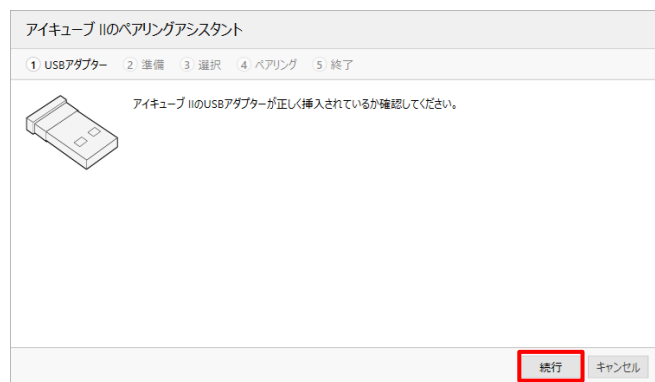 アイキューブ IIのペアリングアシスタント
1 USBアダプター 2 準備 3 選択 4 ペアリング 5 終了
アイキューブ IIのUSBアダプターが正しく挿入されているか確認してください。
続行 キャンセル